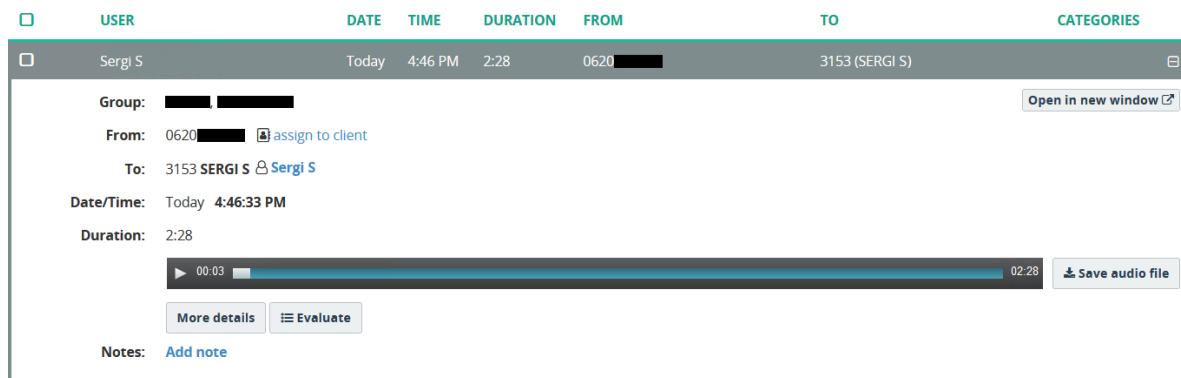 USER DATE TIME DURATION FROM TO CATEGORIES
Sergi S Today 4:46 PM 2:28 0620 3153 (SERGI S)
Group: , Open in new window
From: 0620 assign to client
To: 3153 SERGI S Sergi S
Date/Time: Today 4:46:33 PM
Duration: 2:28
00:03 02:28 Save audio file
More details Evaluate
Notes: Add note